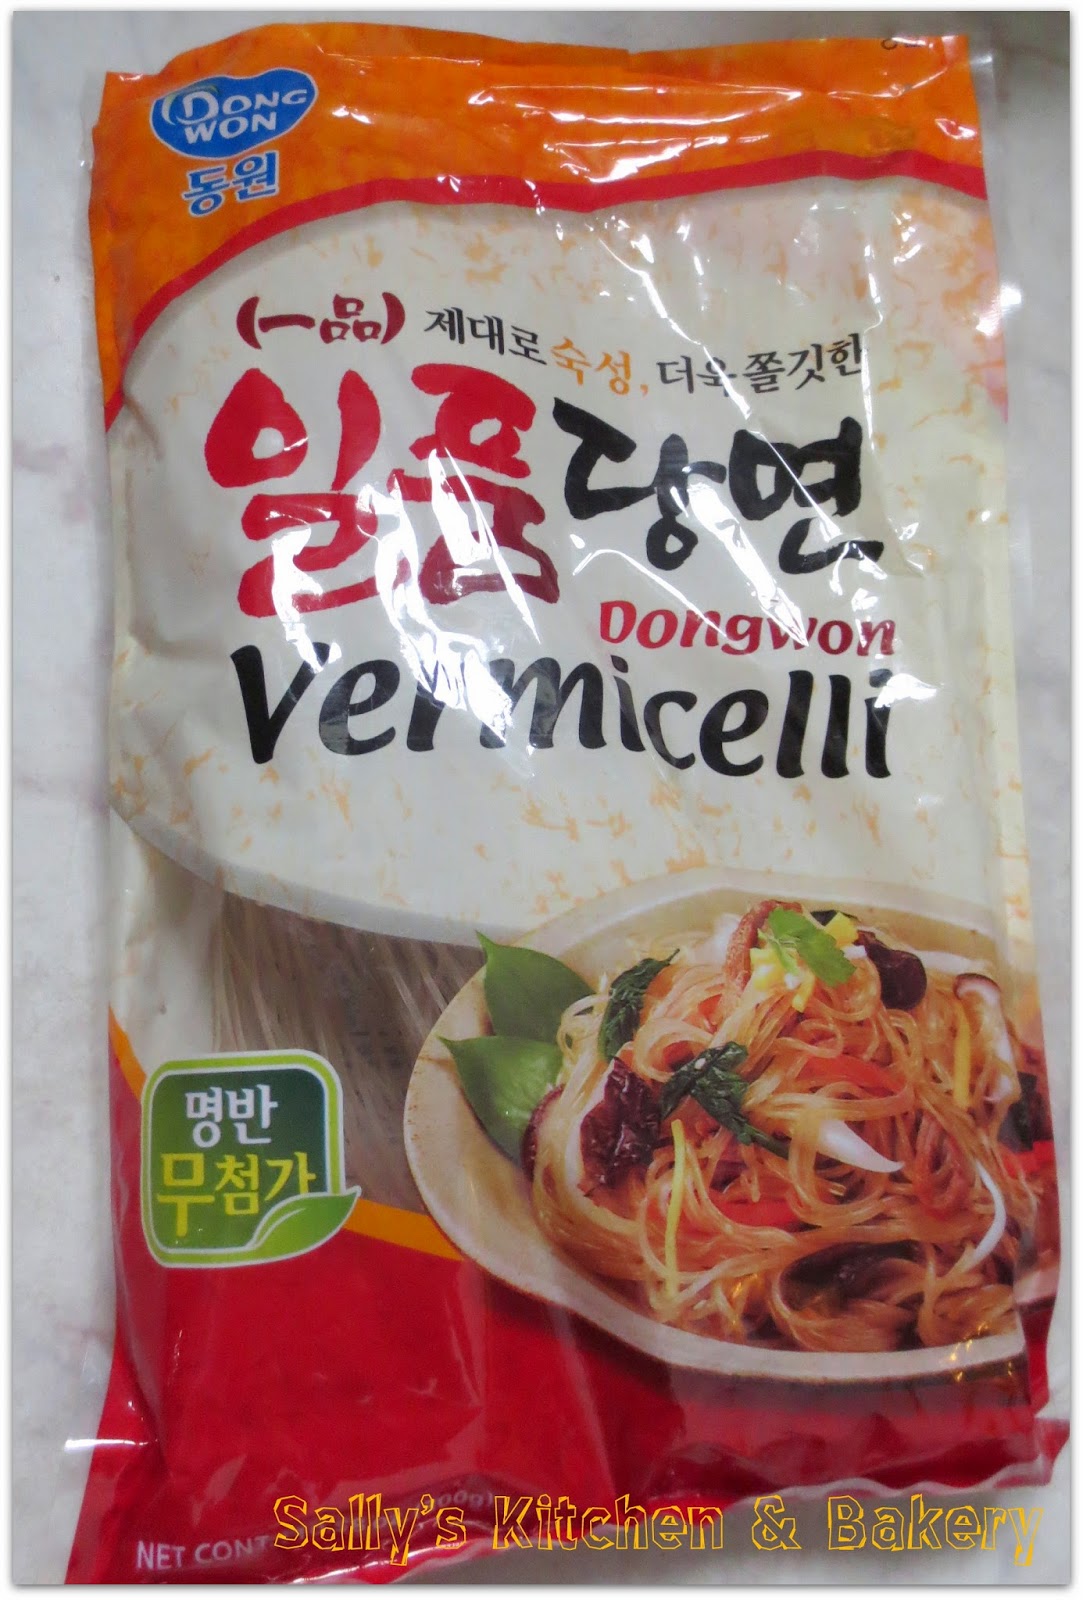 DONG
WON
동원
(一品) 제대로 숙성, 더욱 쫄깃한
일품 당면
Dongwon
Vermicelli
명반
무첨가
NET CONT
Sally's Kitchen & Bakery